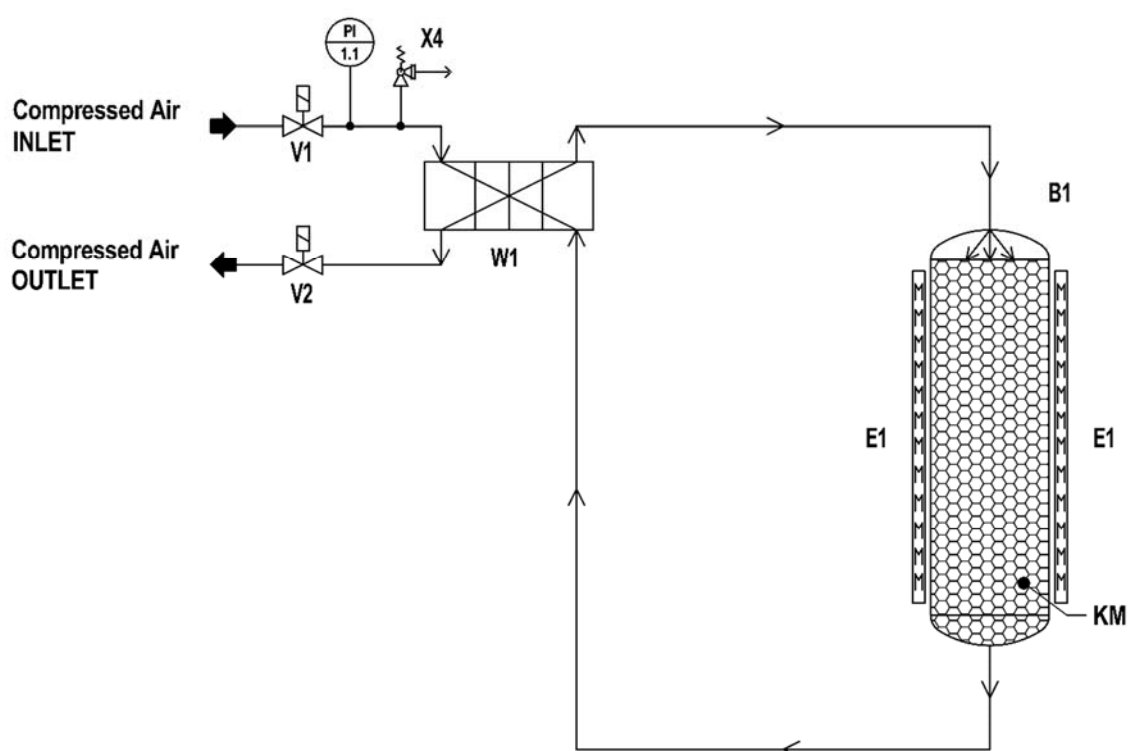 PI
1.1
X4
Compressed Air
INLET
V1
B1
Compressed Air
OUTLET
W1
V2
E1
E1
KM